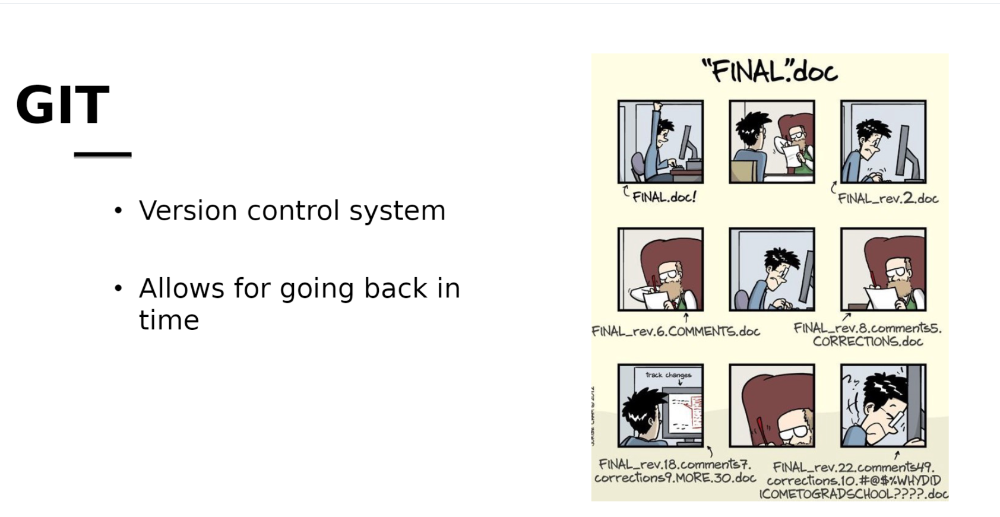 GIT
• Version control system
• Allows for going back in
time
"FINAL".doc
FINAL.doc!
FINAL_rev.2.doc
FINAL_rev.6.COMMENTS.doc
FINAL_rev.8.comments5.
CORRECTIONS.doc
track changes
FINAL_rev.18.comments7.
corrections9.MORE.30.doc
FINAL_rev.22.comments49.
corrections.10.#@$%WHYDID
ICOMETOGRADSCHOOL????.doc